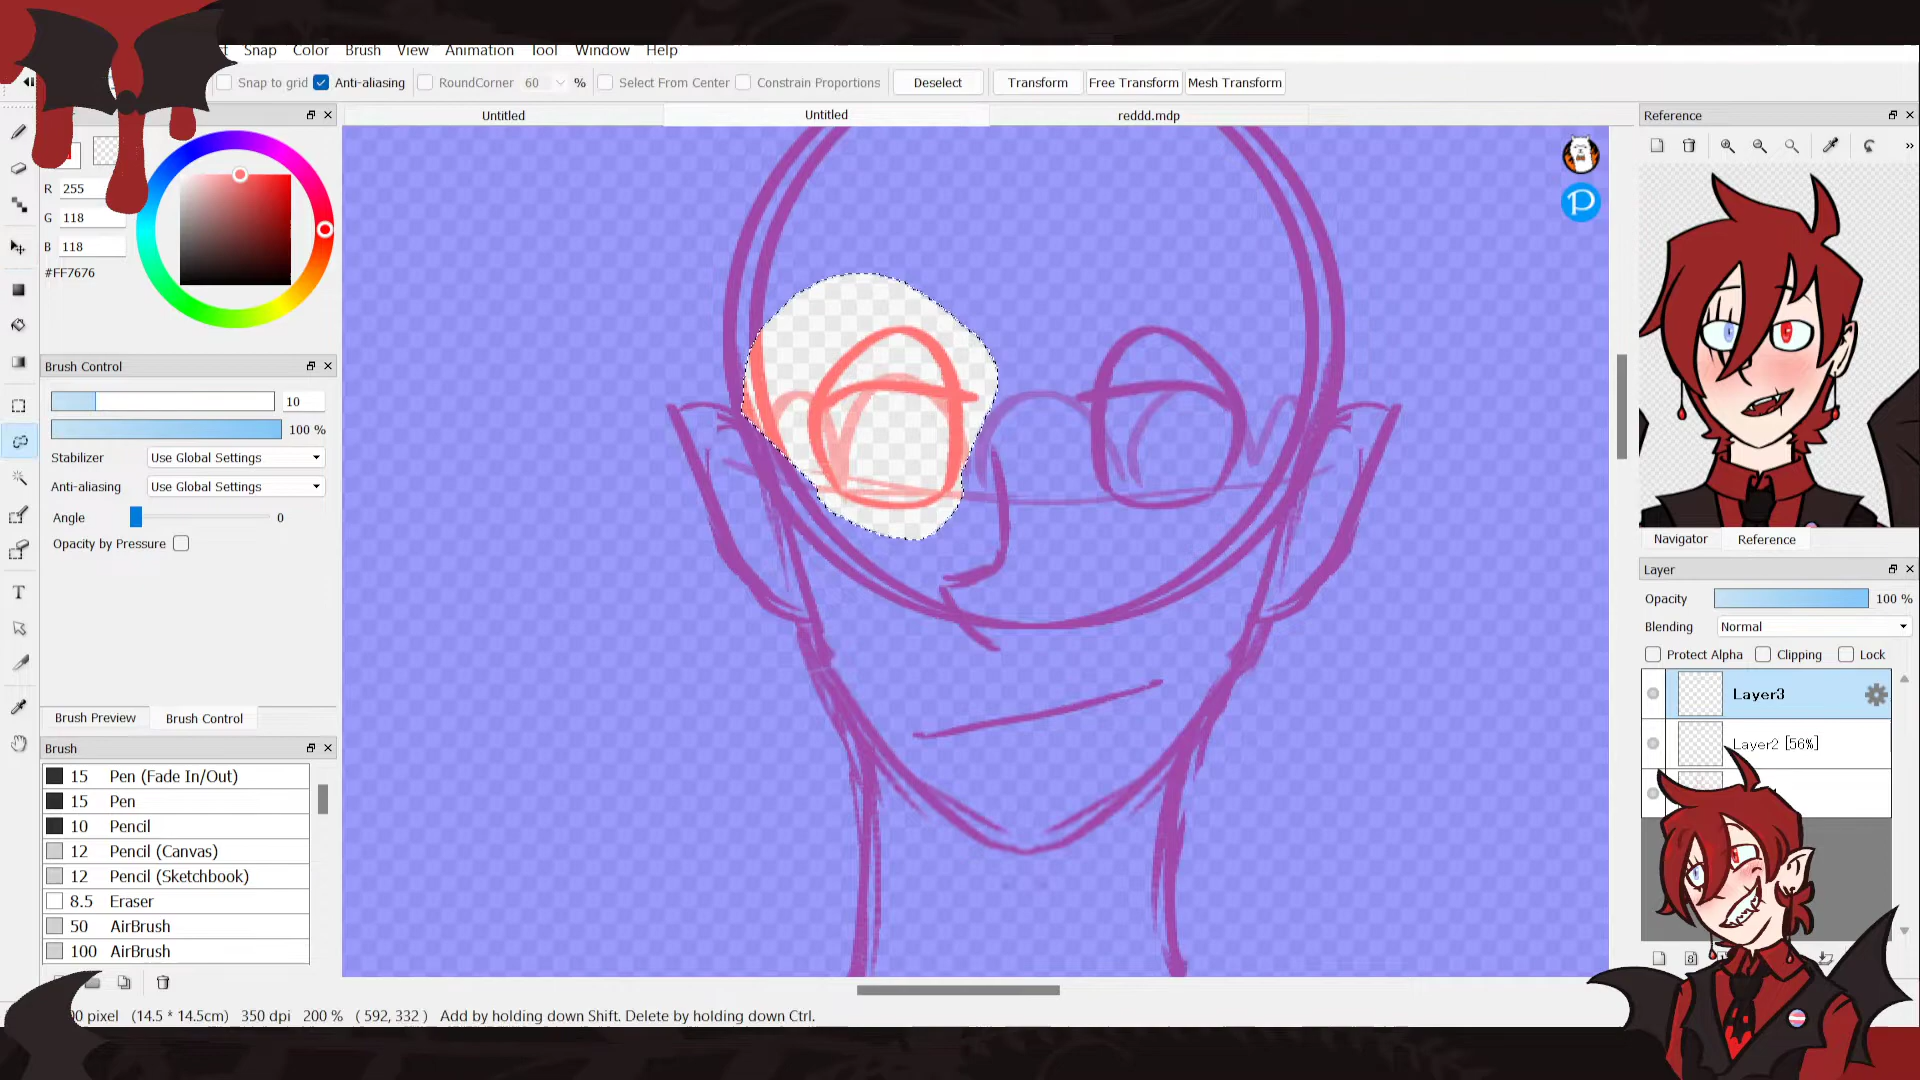 Snap Color Brush View Animation Tool Window Help
Snap to grid Anti-aliasing RoundCorner 60 % Select From Center Constrain Proportions Deselect Transform Free Transform Mesh Transform
Untitled Untitled reddd.mdp
R 255
G 118
B 118
#FF7676
Brush Control
10
100 %
Stabilizer Use Global Settings
Anti-aliasing Use Global Settings
Angle 0
Opacity by Pressure
Brush Preview Brush Control
Brush
15 Pen (Fade In/Out)
15 Pen
10 Pencil
12 Pencil (Canvas)
12 Pencil (Sketchbook)
8.5 Eraser
50 AirBrush
100 AirBrush
pixel (14.5 * 14.5cm) 350 dpi 200 % ( 592, 332 ) Add by holding down Shift. Delete by holding down Ctrl.
Reference
Navigator Reference
Layer
Opacity 100 %
Blending Normal
Protect Alpha Clipping Lock
Layer3
Layer2 [56%]